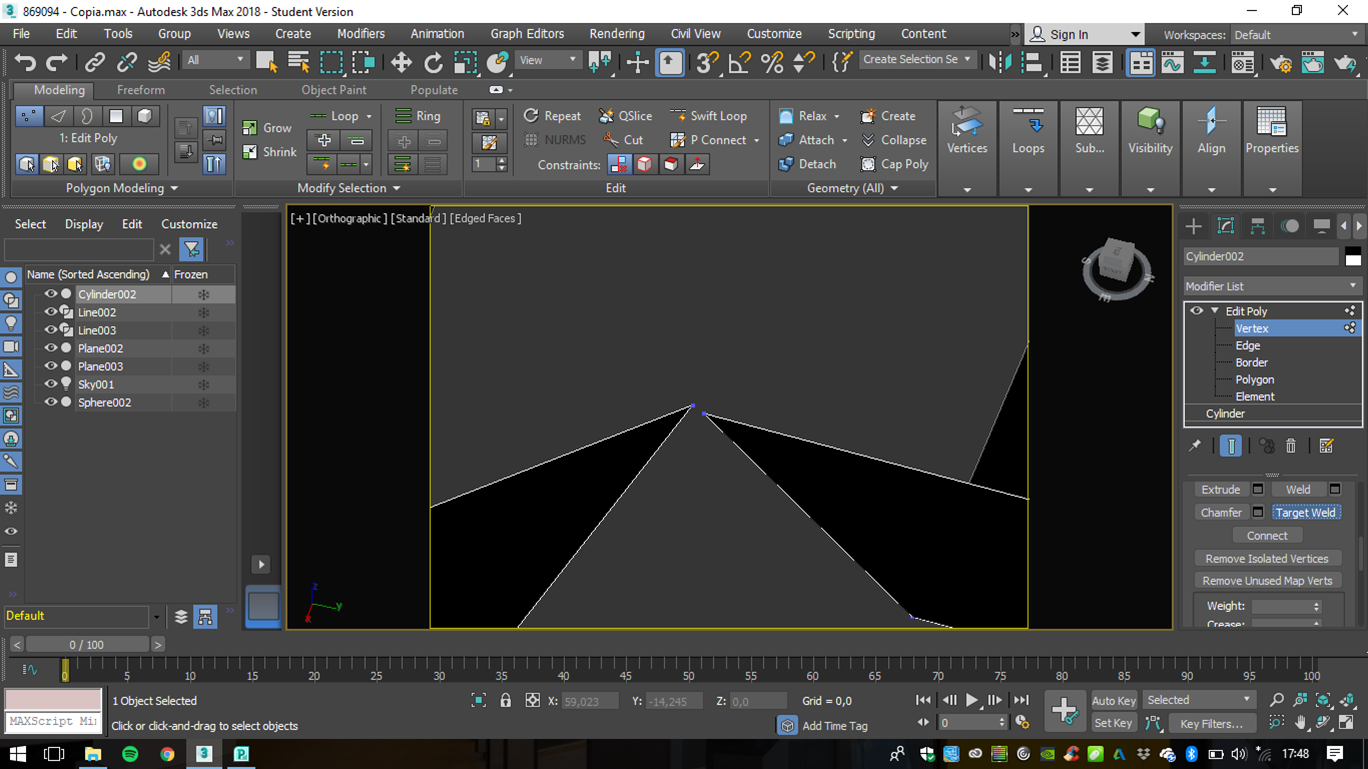 869094 - Copia.max - Autodesk 3ds Max 2018 - Student Version
File Edit Tools Group Views Create Modifiers Animation Graph Editors Rendering Civil View Customize Scripting Content » Sign In Workspaces: Default
All View Create Selection Se
Modeling Freeform Selection Object Paint Populate
1: Edit Poly
Polygon Modeling
Grow Loop Ring
Shrink
Modify Selection
1
Repeat QSlice Swift Loop
NURMS Cut P Connect
Constraints:
Edit
Relax Create
Attach Collapse
Detach Cap Poly
Geometry (All)
Vertices Loops Sub... Visibility Align Properties
Select Display Edit Customize
Name (Sorted Ascending) Frozen
Cylinder002
Line002
Line003
Plane002
Plane003
Sky001
Sphere002
Default
[+] [Orthographic] [Standard] [Edged Faces]
z
y
Cylinder002
Modifier List
Edit Poly
Vertex
Edge
Border
Polygon
Element
Cylinder
Extrude Weld
Chamfer Target Weld
Connect
Remove Isolated Vertices
Remove Unused Map Verts
Weight:
Crease:
< 0 / 100 >
0 5 10 15 20 25 30 35 40 45 50 55 60 65 70 75 80 85 90 95 100
1 Object Selected X: 59,023 Y: -14,245 Z: 0,0 Grid = 0,0 Auto Key Selected
MAXScript Mi
Click or click-and-drag to select objects Add Time Tag 0 Set Key Key Filters...
17:48